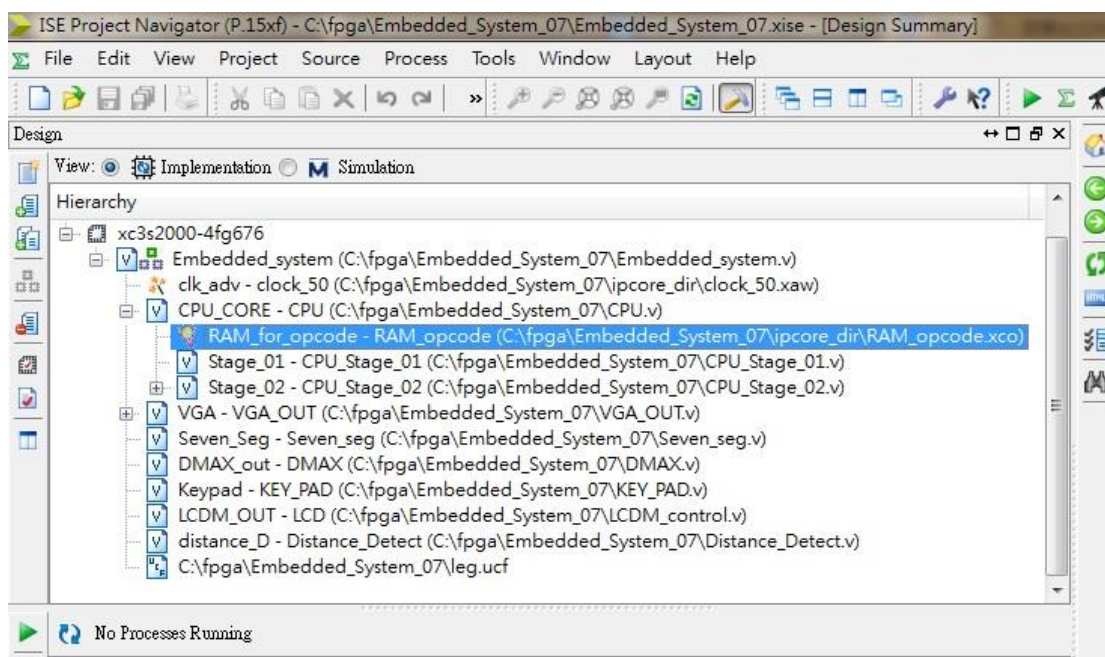 ISE Project Navigator (P.15xf) - C:\fpga\Embedded_System_07\Embedded_System_07.xise - [Design Summary]
File Edit View Project Source Process Tools Window Layout Help
Design
View: Implementation Simulation
Hierarchy
xc3s2000-4fg676
Embedded_system (C:\fpga\Embedded_System_07\Embedded_system.v)
clk_adv - clock_50 (C:\fpga\Embedded_System_07\ipcore_dir\clock_50.xaw)
CPU_CORE - CPU (C:\fpga\Embedded_System_07\CPU.v)
RAM_for_opcode - RAM_opcode (C:\fpga\Embedded_System_07\ipcore_dir\RAM_opcode.xco)
Stage_01 - CPU_Stage_01 (C:\fpga\Embedded_System_07\CPU_Stage_01.v)
Stage_02 - CPU_Stage_02 (C:\fpga\Embedded_System_07\CPU_Stage_02.v)
VGA - VGA_OUT (C:\fpga\Embedded_System_07\VGA_OUT.v)
Seven_Seg - Seven_seg (C:\fpga\Embedded_System_07\Seven_seg.v)
DMAX_out - DMAX (C:\fpga\Embedded_System_07\DMAX.v)
Keypad - KEY_PAD (C:\fpga\Embedded_System_07\KEY_PAD.v)
LCDM_OUT - LCD (C:\fpga\Embedded_System_07\LCDM_control.v)
distance_D - Distance_Detect (C:\fpga\Embedded_System_07\Distance_Detect.v)
C:\fpga\Embedded_System_07\leg.ucf
No Processes Running